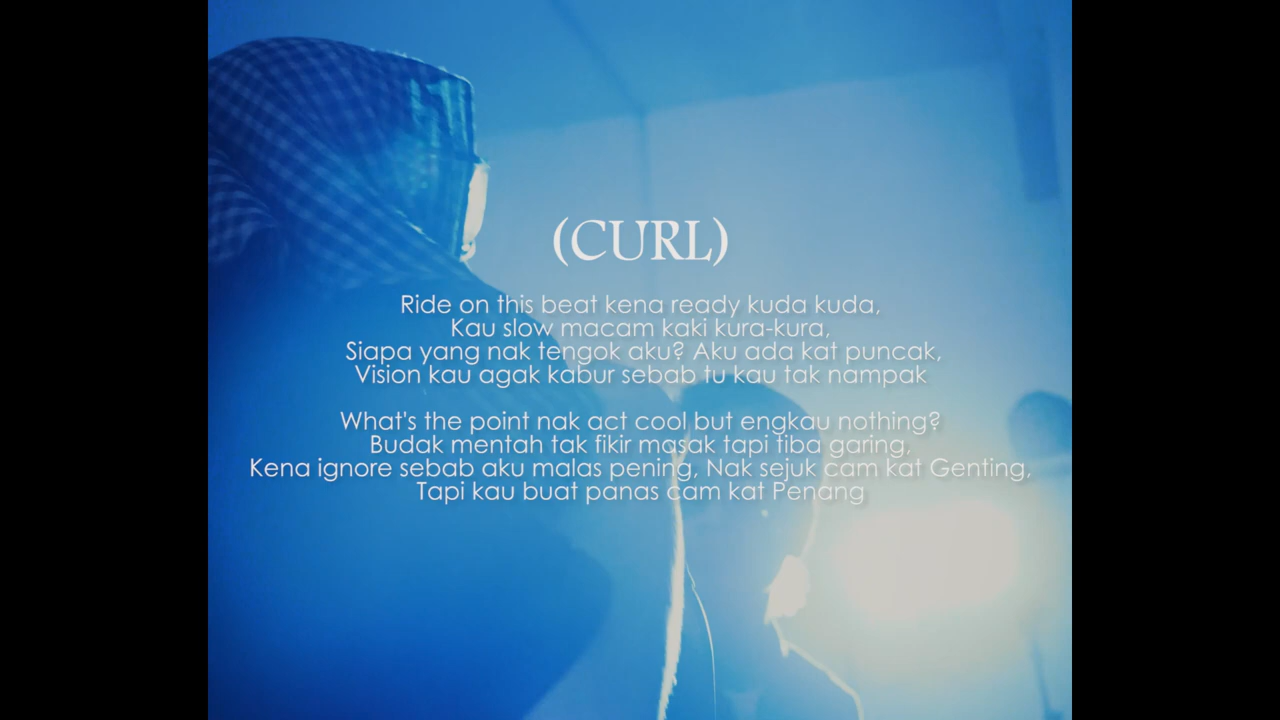 (CURL)
Ride on this beat kena ready kuda kuda,
Kau slow macam kaki kura-kura,
Siapa yang nak tengok aku? Aku ada kat puncak,
Vision kau agak kabur sebab tu kau tak nampak
What's the point nak act cool but engkau nothing?
Budak mentah tak fikir masak tapi tiba garing,
Kena ignore sebab aku malas pening, Nak sejuk cam kat Genting,
Tapi kau buat panas cam kat Penang